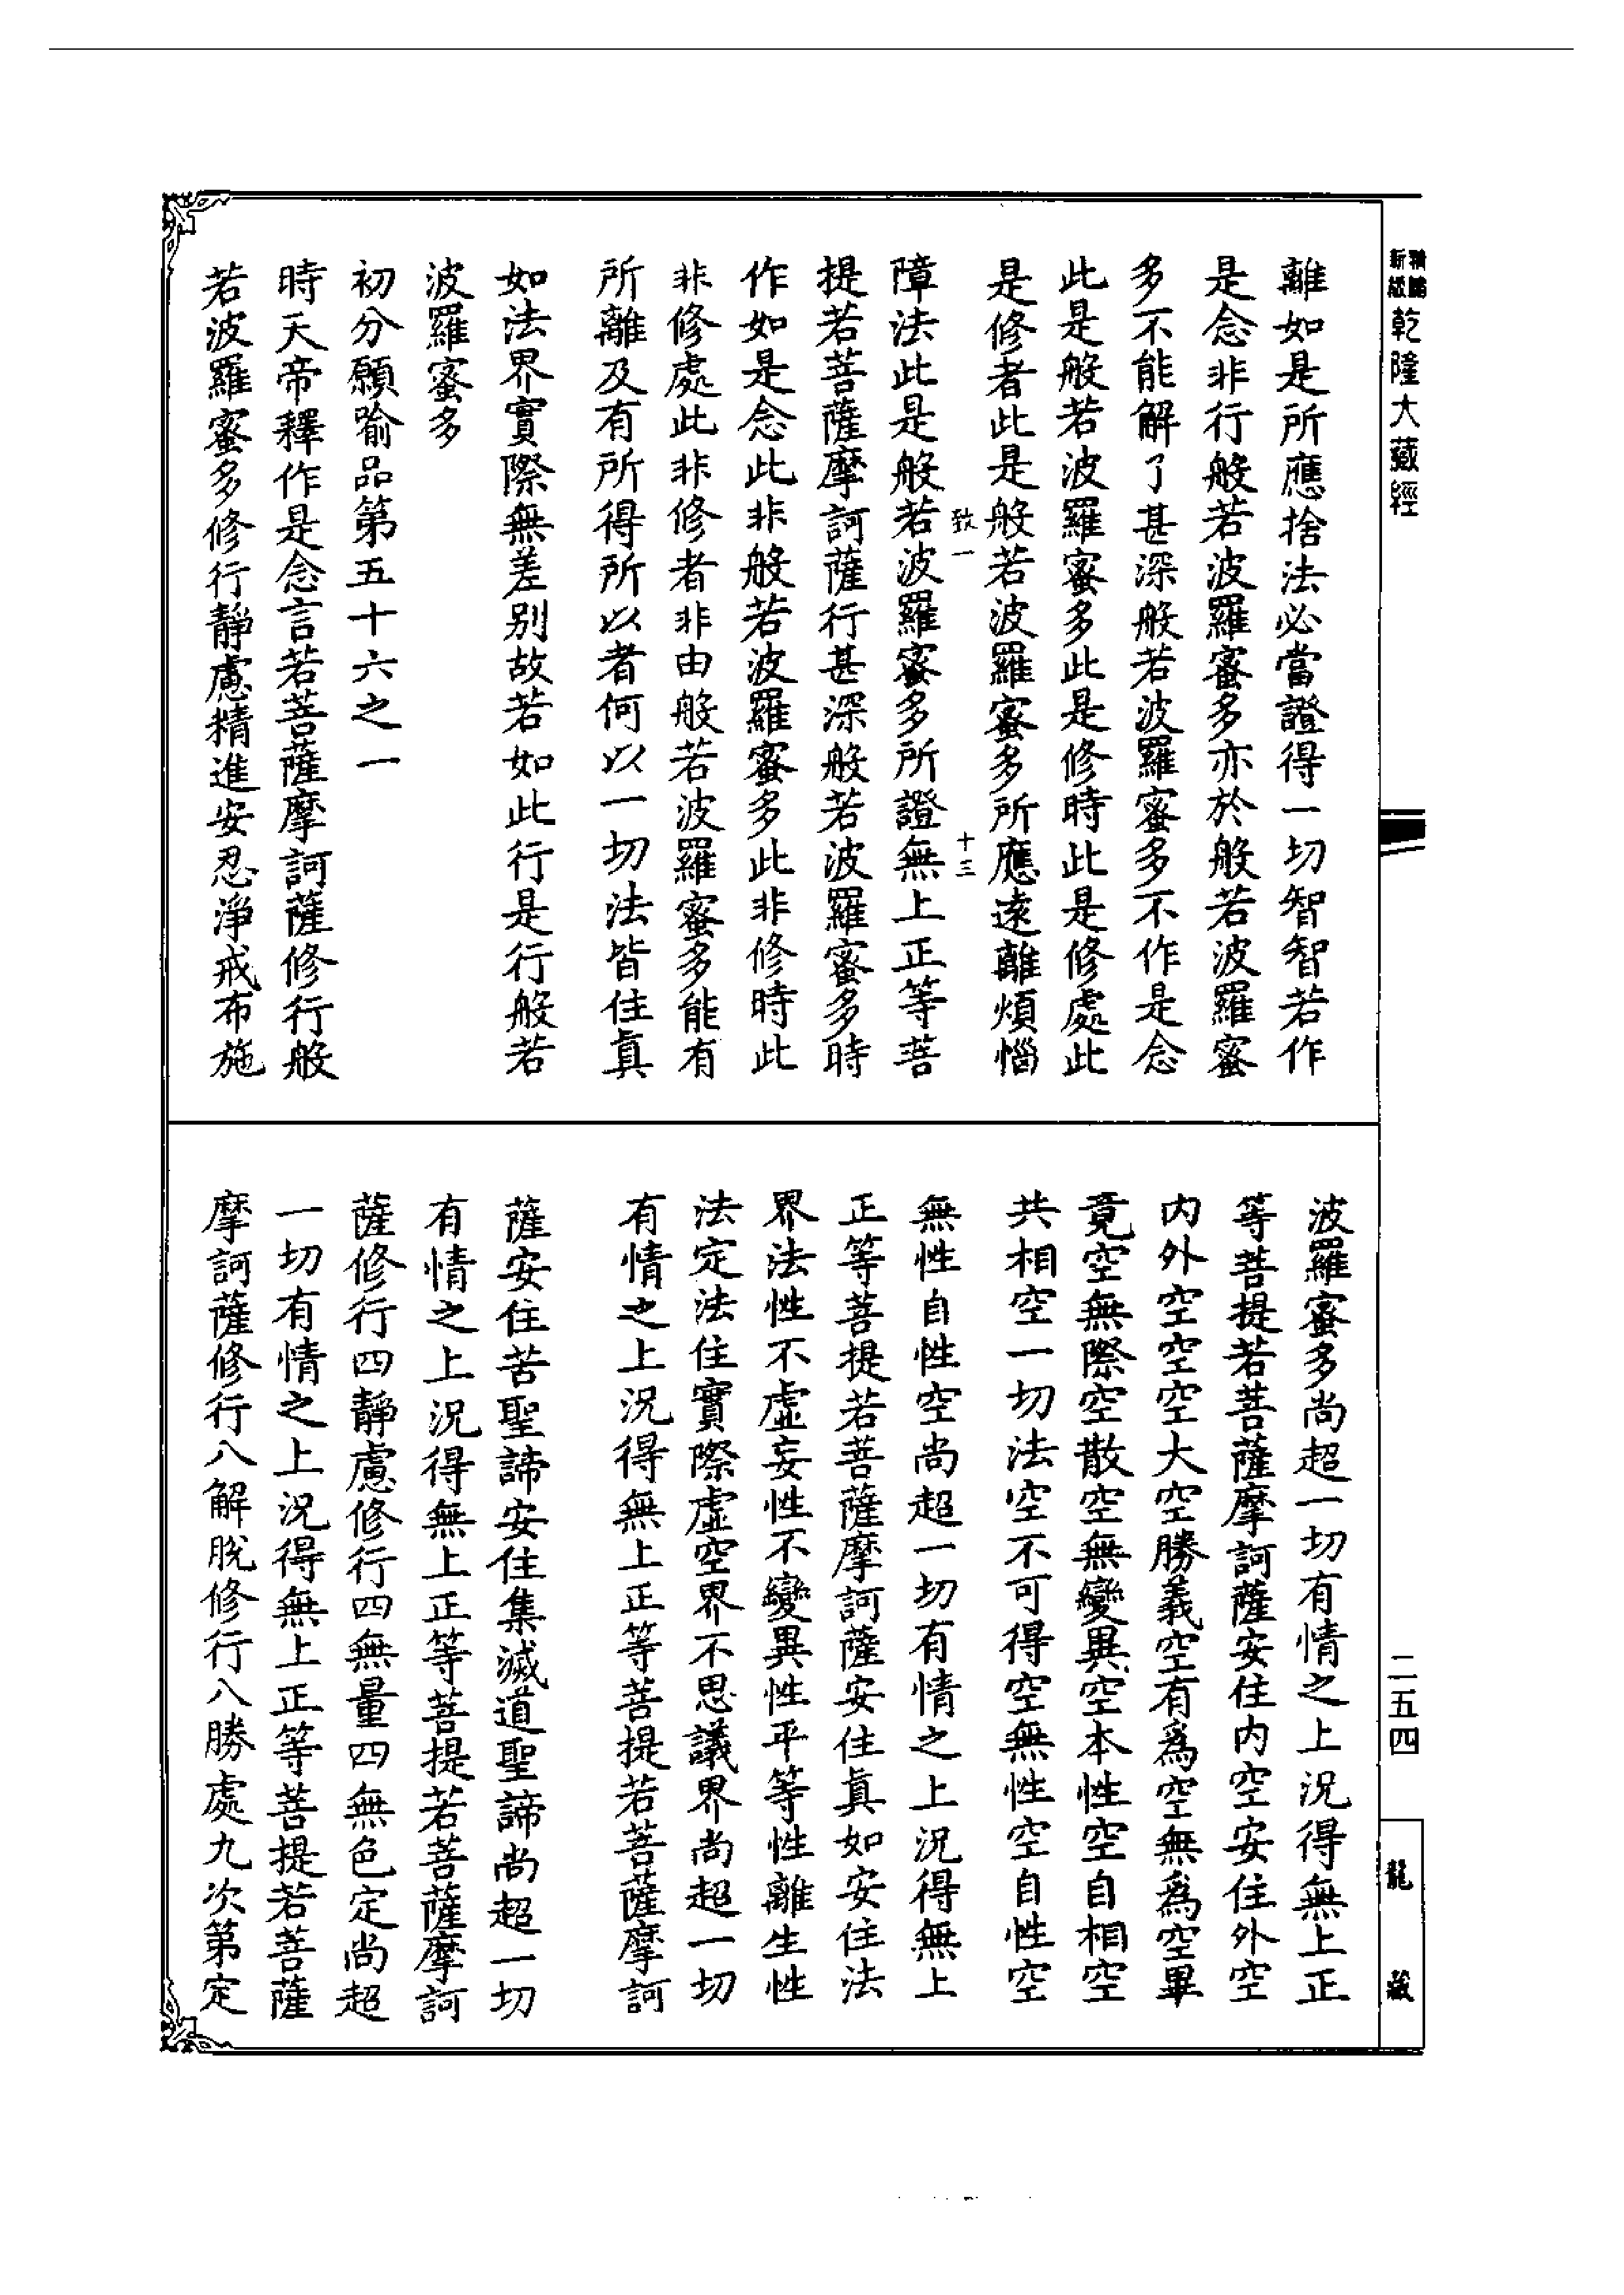 乾隆大藏經
離如是所應捨法必當證得一切智智若作
是念非行般若波羅蜜多亦於般若波羅蜜
多不能解了甚深般若波羅蜜多不作是念
此是般若波羅蜜多此是修時此是修處此
是修者此是般若波羅蜜多所應遠離煩惱
致一 十三
障法此是般若波羅蜜多所證無上正等菩
提若菩薩摩訶薩行甚深般若波羅蜜多時
作如是念此非般若波羅蜜多此非修時此
非修處此非修者非由般若波羅蜜多能有
所離及有所得所以者何以一切法皆住真
如法界實際無差别故若如此行是行般若
波羅蜜多
初分願喻品第五十六之一
時天帝釋作是念言若菩薩摩訶薩修行般
若波羅蜜多修行靜慮精進安忍淨戒布施
波羅蜜多尚超一切有情之上況得無上正
等菩提若菩薩摩訶薩安住内空安住外空
内外空空空大空勝義空有為空無為空畢
竟空無際空散空無變異空本性空自相空
共相空一切法空不可得空無性空自性空
無性自性空尚超一切有情之上況得無上
正等菩提若菩薩摩訶薩安住真如安住法
界法性不虛妄性不變異性平等性離生性
法定法住實際虛空界不思議界尚超一切
有情之上況得無上正等菩提若菩薩摩訶
薩安住苦聖諦安住集滅道聖諦尚超一切
有情之上況得無上正等菩提若菩薩摩訶
薩修行四靜慮修行四無量四無色定尚超
一切有情之上況得無上正等菩提若菩薩
摩訶薩修行八解脫修行八勝處九次第定
二五四
龍藏